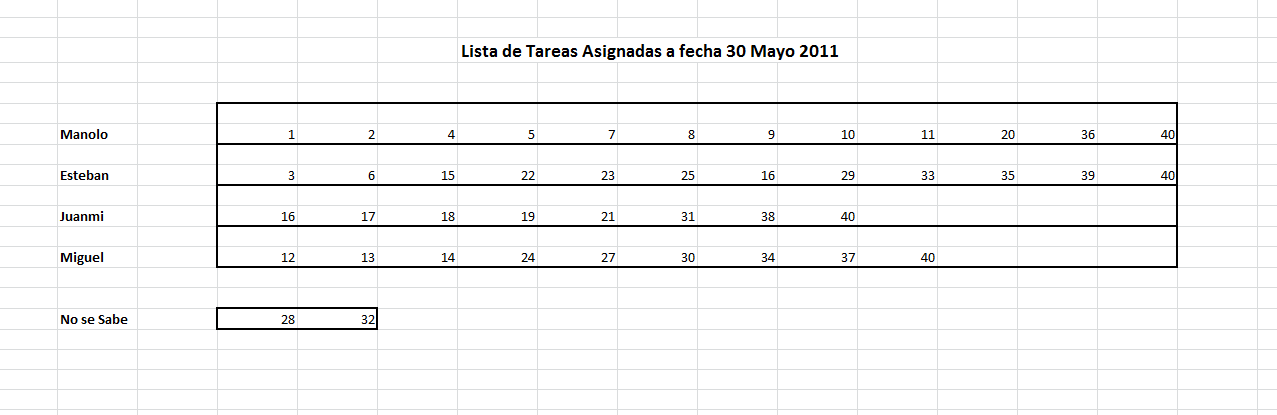 Lista de Tareas Asignadas a fecha 30 Mayo 2011
Manolo 1 2 4 5 7 8 9 10 11 20 36 40
Esteban 3 6 15 22 23 25 16 29 33 35 39 40
Juanmi 16 17 18 19 21 31 38 40
Miguel 12 13 14 24 27 30 34 37 40
No se Sabe 28 32